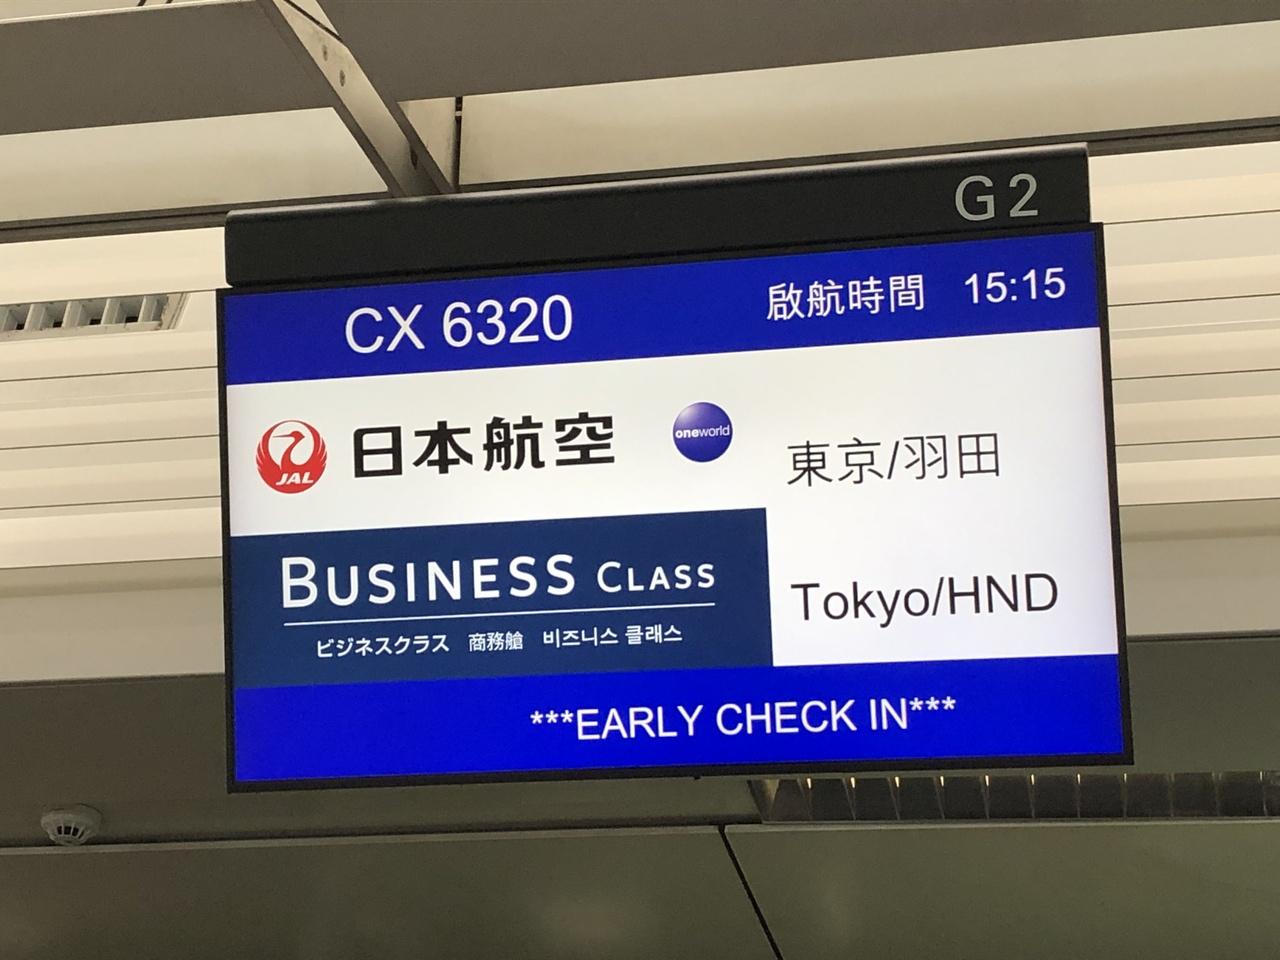 G2
CX 6320 啟航時間 15:15
JAL 日本航空 oneworld
東京/羽田
BUSINESS CLASS
ビジネスクラス 商務艙 비즈니스 클래스
Tokyo/HND
***EARLY CHECK IN***